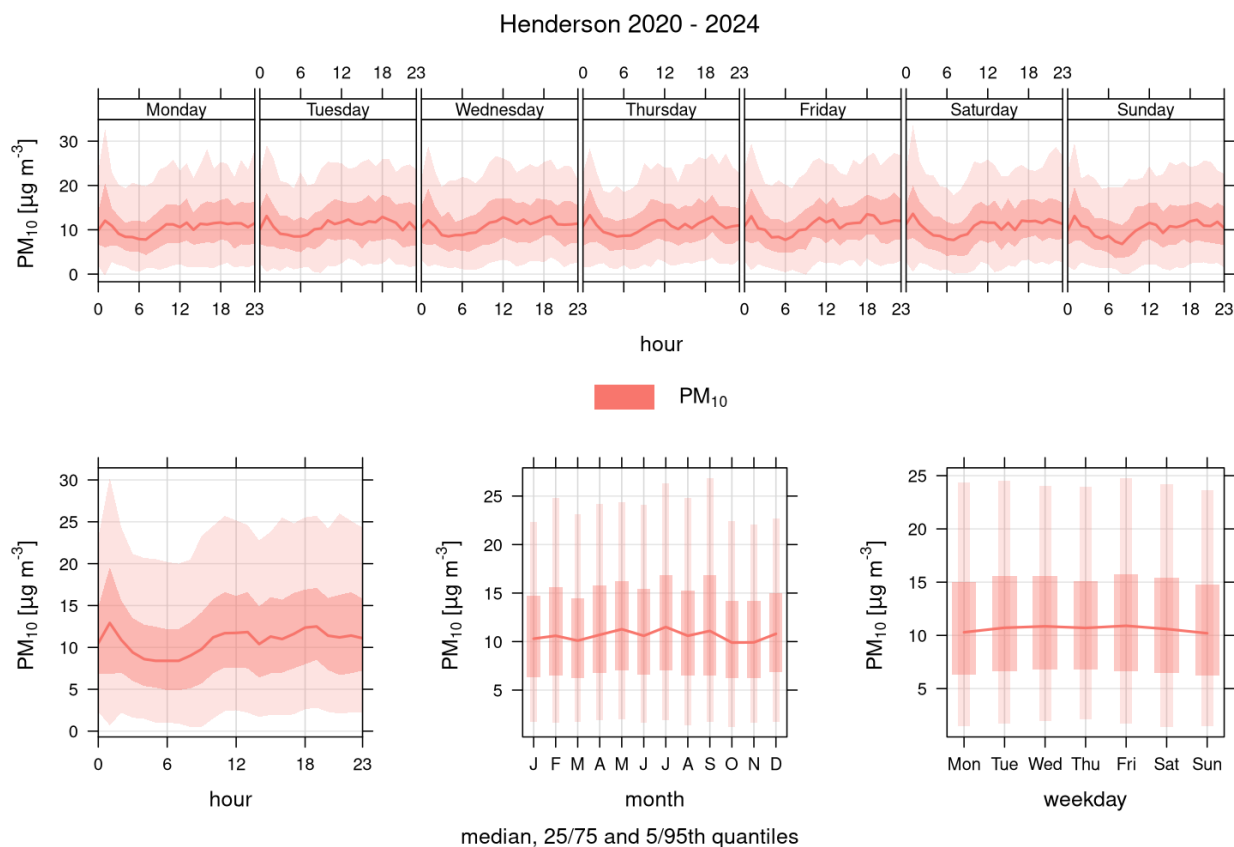 Henderson 2020 - 2024
0 6 12 18 23 0 6 12 18 23 0 6 12 18 23
Monday Tuesday Wednesday Thursday Friday Saturday Sunday
PM₁₀ [µg m⁻³]
30
20
10
0
0 6 12 18 23 0 6 12 18 23 0 6 12 18 23 0 6 12 18 23
hour
PM₁₀
PM₁₀ [µg m⁻³]
30
25
20
15
10
5
0
0 6 12 18 23
hour
PM₁₀ [µg m⁻³]
25
20
15
10
5
J F M A M J J A S O N D
month
PM₁₀ [µg m⁻³]
25
20
15
10
5
Mon Tue Wed Thu Fri Sat Sun
weekday
median, 25/75 and 5/95th quantiles